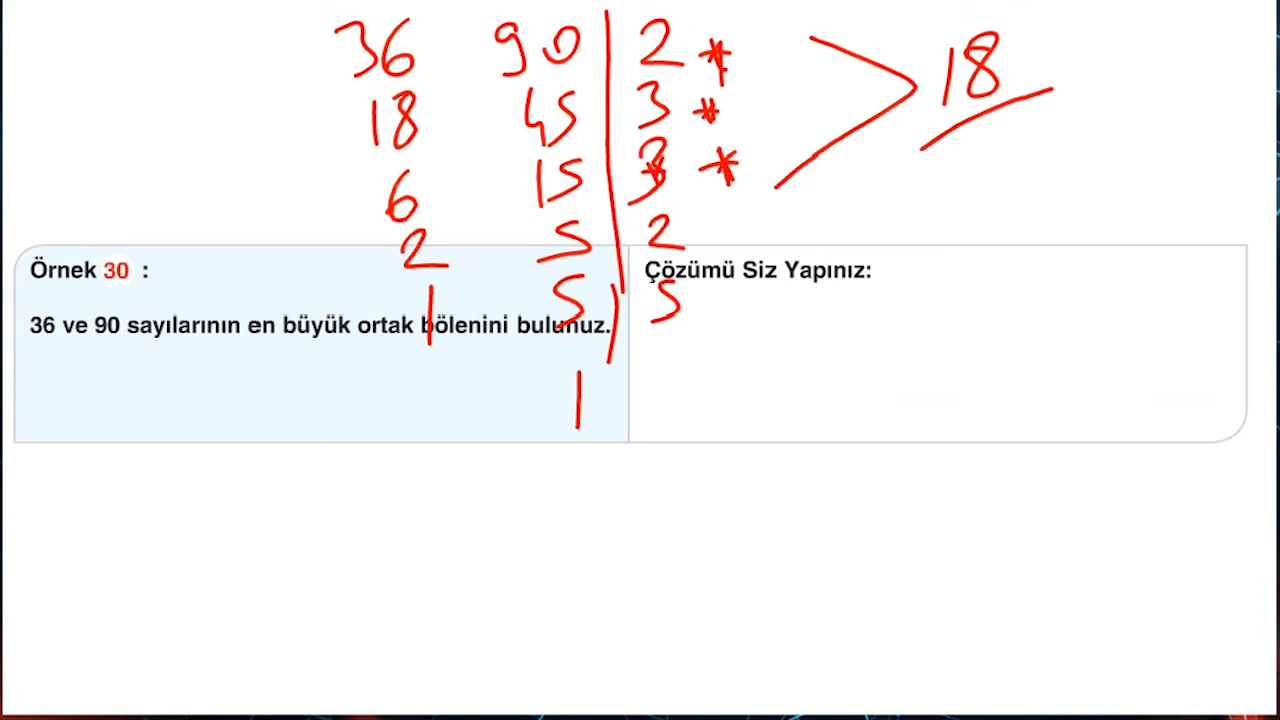 36 90 2 *
18 45 3 *
6 15 3 *
2 5 2
1 5 5
1
18
Örnek 30 :
36 ve 90 sayılarının en büyük ortak bölenini bulunuz.
Çözümü Siz Yapınız: